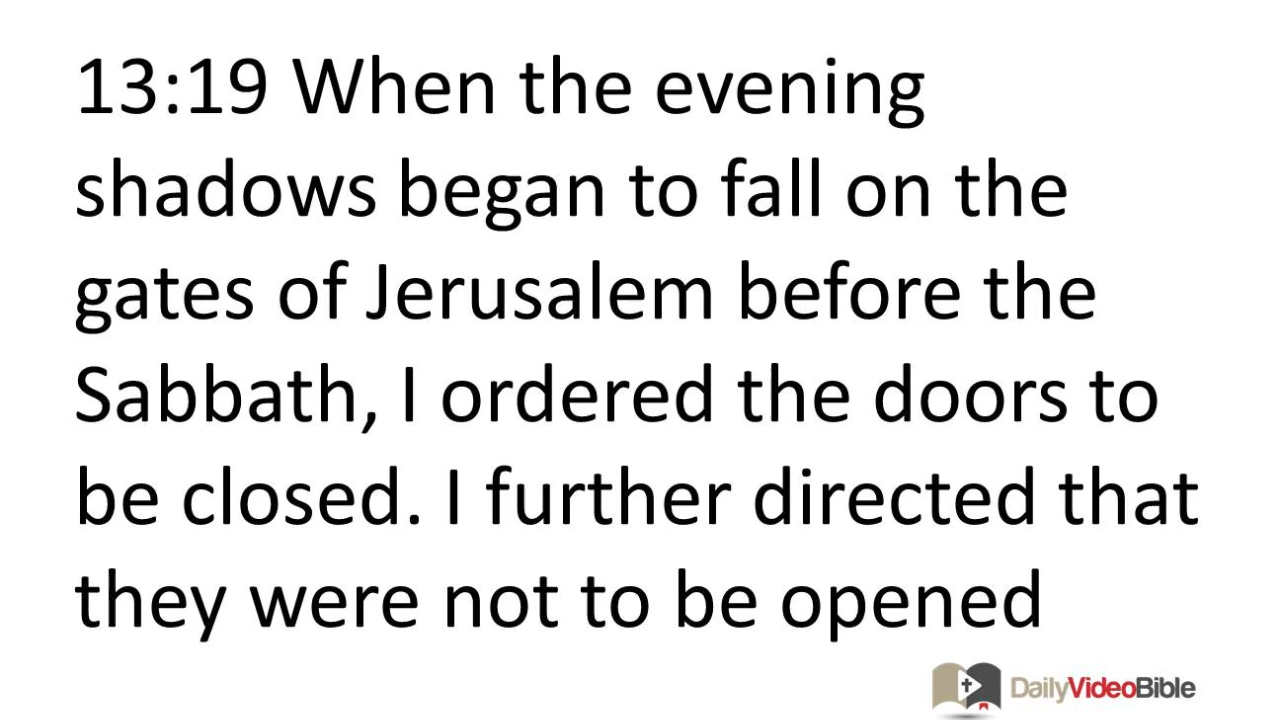 13:19 When the evening
shadows began to fall on the
gates of Jerusalem before the
Sabbath, I ordered the doors to
be closed. I further directed that
they were not to be opened
DailyVideoBible